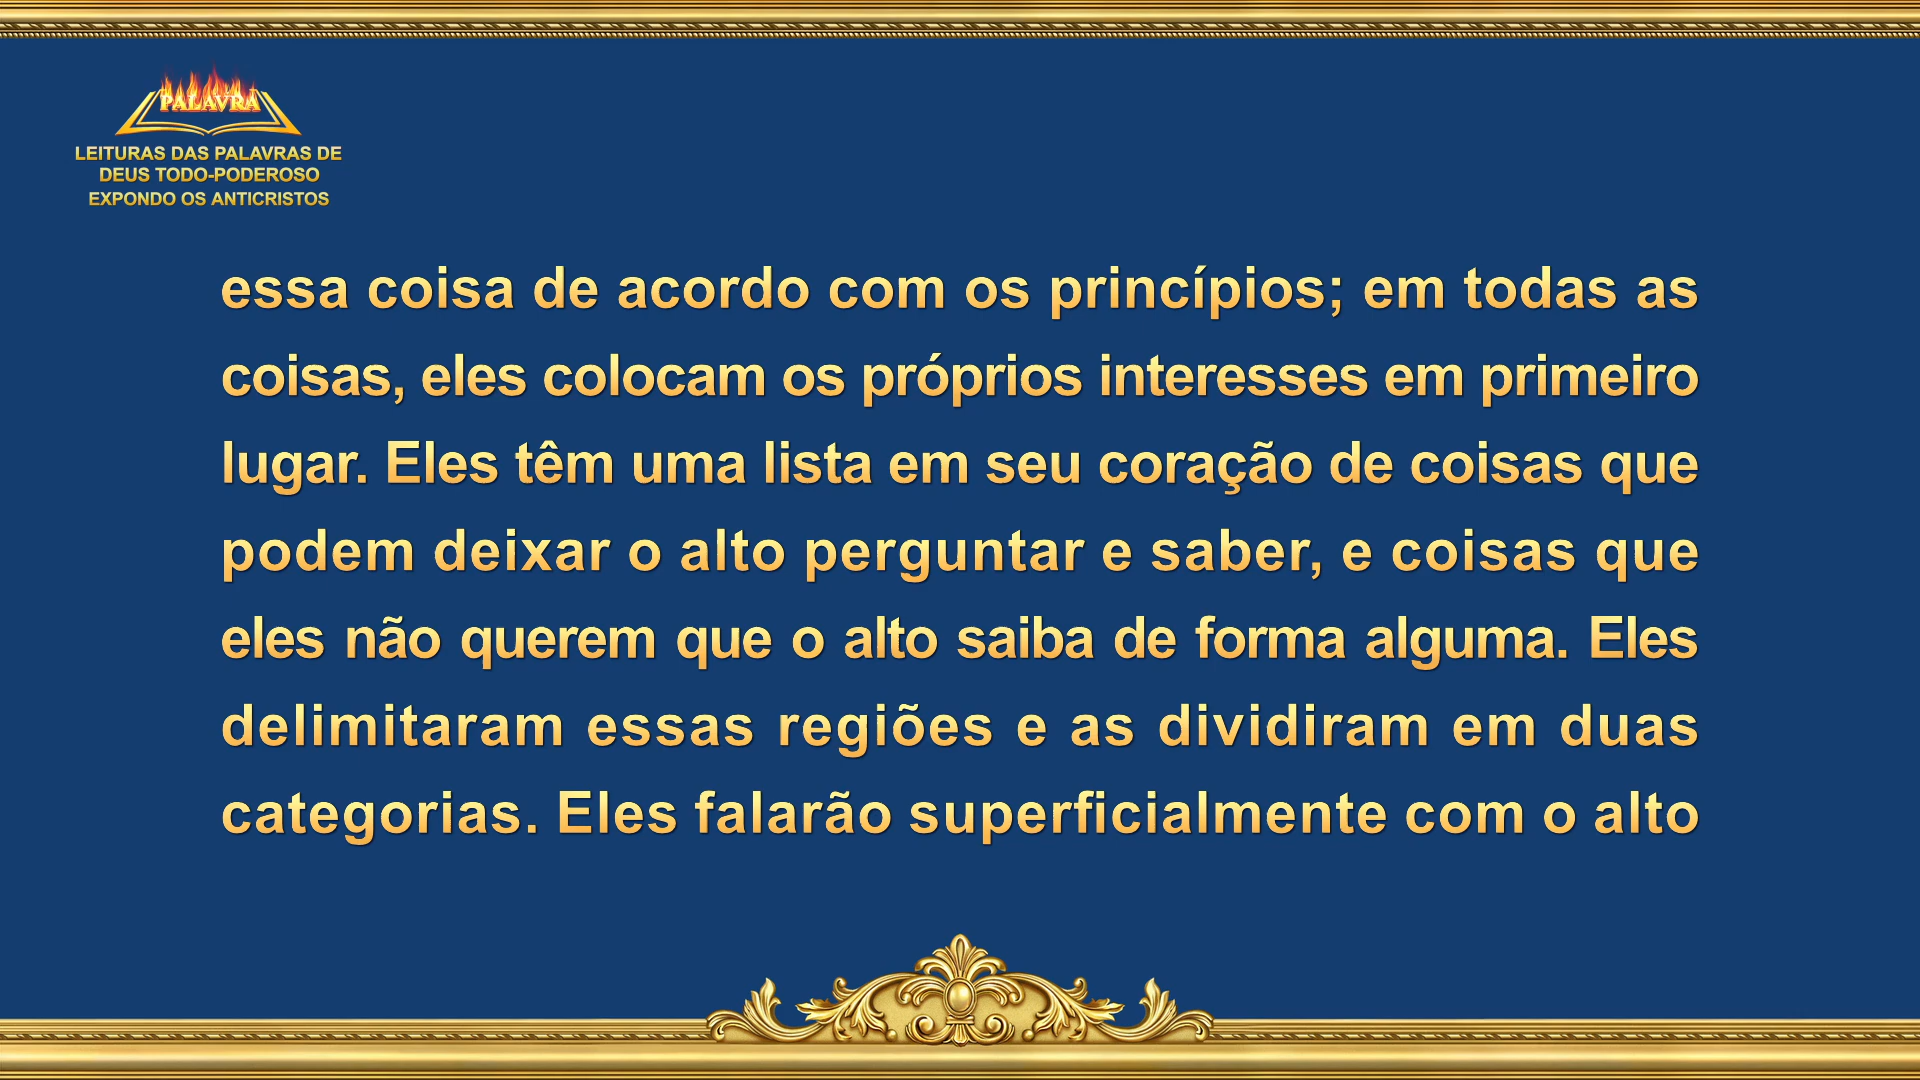 PALAVRA
LEITURAS DAS PALAVRAS DE
DEUS TODO-PODEROSO
EXPONDO OS ANTICRISTOS
essa coisa de acordo com os princípios; em todas as
coisas, eles colocam os próprios interesses em primeiro
lugar. Eles têm uma lista em seu coração de coisas que
podem deixar o alto perguntar e saber, e coisas que
eles não querem que o alto saiba de forma alguma. Eles
delimitaram essas regiões e as dividiram em duas
categorias. Eles falarão superficialmente com o alto